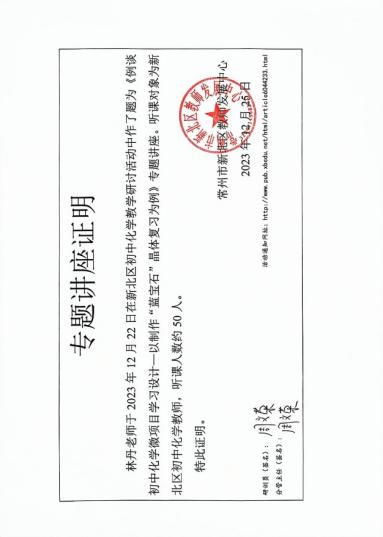 专题讲座证明
林丹老师于 2023 年 12 月 22 日在新北区初中化学教学研讨活动中作了题为《例谈
初中化学微项目学习设计—以制作“蓝宝石”晶体复习为例》专题讲座。听课对象为新
北区初中化学教师，听课人数约 50 人。
特此证明。
常州市新北区教师发展中心
2023 年 12 月 25 日
研训员（签名）：
分管主任（签名）：
活动通知网址：http://www.pab.xbedu.net/html/article6044233.html